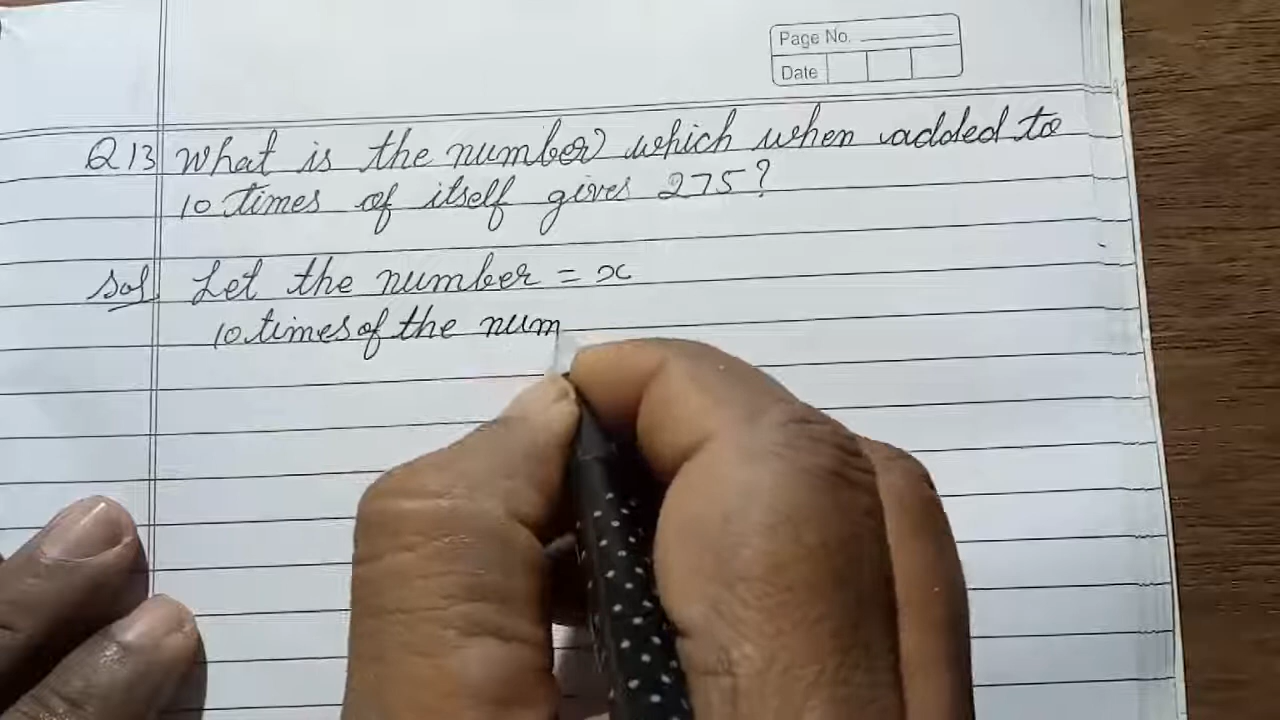 Page No.
Date
Q13 What is the number which when added to
10 times of itself gives 275?
Sol. Let the number = x
10 times of the num